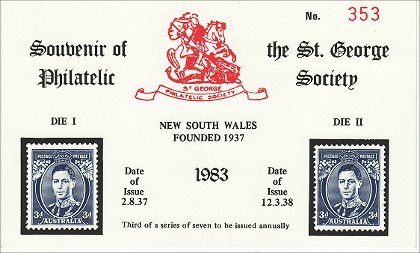 No. 353
Souvenir of the St. George
Philatelic Society
ST GEORGE
PHILATELIC SOCIETY
DIE I
DIE II
NEW SOUTH WALES
FOUNDED 1937
POSTAGE POSTAGE
3d 3d
AUSTRALIA
Date
of
Issue
2.8.37
1983
Date
of
Issue
12.3.38
POSTAGE POSTAGE
3d 3d
AUSTRALIA
Third of a series of seven to be issued annually